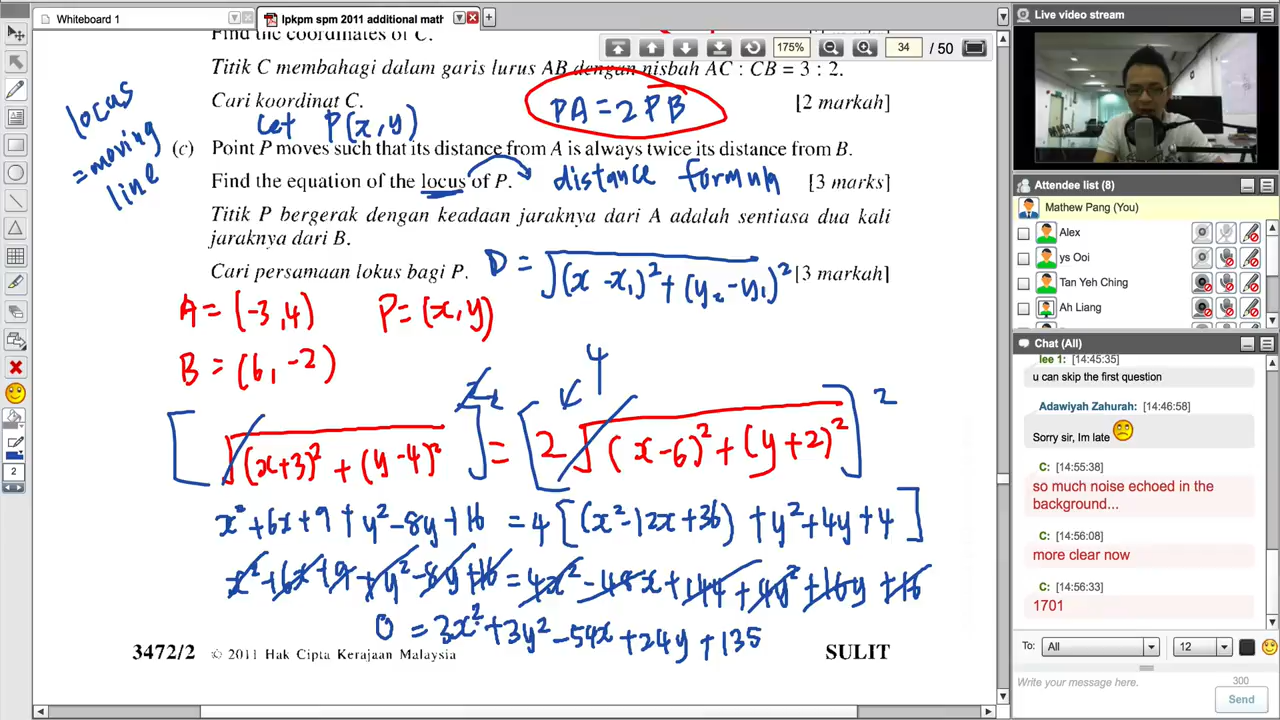 Whiteboard 1
lpkpm spm 2011 additional math
Live video stream
Find the coordinates of C.
175%
34 / 50
Titik C membahagi dalam garis lurus AB dengan nisbah AC : CB = 3 : 2.
Cari koordinat C.
[2 markah]
PA = 2 PB
locus = moving line
Let P(x, y)
(c) Point P moves such that its distance from A is always twice its distance from B.
Find the equation of the locus of P.
distance formula
[3 marks]
Titik P bergerak dengan keadaan jaraknya dari A adalah sentiasa dua kali
jaraknya dari B.
Cari persamaan lokus bagi P.
D = √(x - x₁)² + (y₂ - y₁)²
[3 markah]
A = (-3, 4)
P = (x, y)
B = (6, -2)
4
[√(x+3)² + (y-4)²]² = [2 √(x-6)² + (y+2)²]²
x² + 6x + 9 + y² - 8y + 16 = 4 [(x² - 12x + 36) + y² + 4y + 4]
x² + 6x + 9 + y² - 8y + 16 = 4x² - 48x + 144 + 4y² + 16y + 16
0 = 3x² + 3y² - 54x + 24y + 135
3472/2 © 2011 Hak Cipta Kerajaan Malaysia
SULIT
2
Attendee list (8)
Mathew Pang (You)
Alex
ys Ooi
Tan Yeh Ching
Ah Liang
Chat (All)
lee 1: [14:45:35]
u can skip the first question
Adawiyah Zahurah: [14:46:58]
Sorry sir, Im late
C: [14:55:38]
so much noise echoed in the
background...
C: [14:56:08]
more clear now
C: [14:56:33]
1701
To: All
12
Write your message here.
300
Send